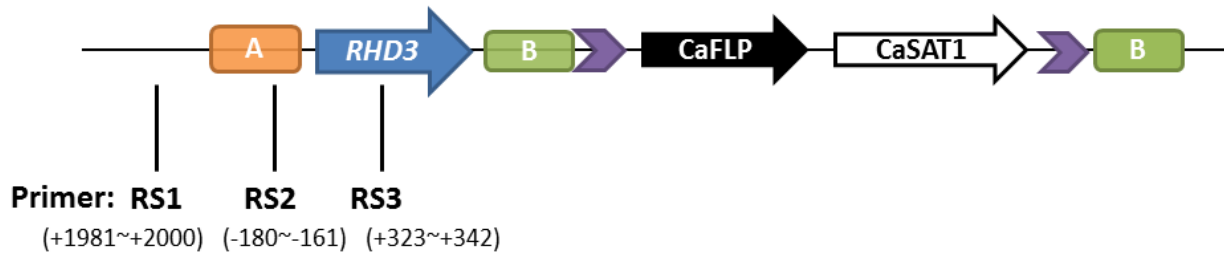 A RHD3 B CaFLP CaSAT1 B
Primer: RS1 RS2 RS3
(+1981~+2000) (-180~-161) (+323~+342)